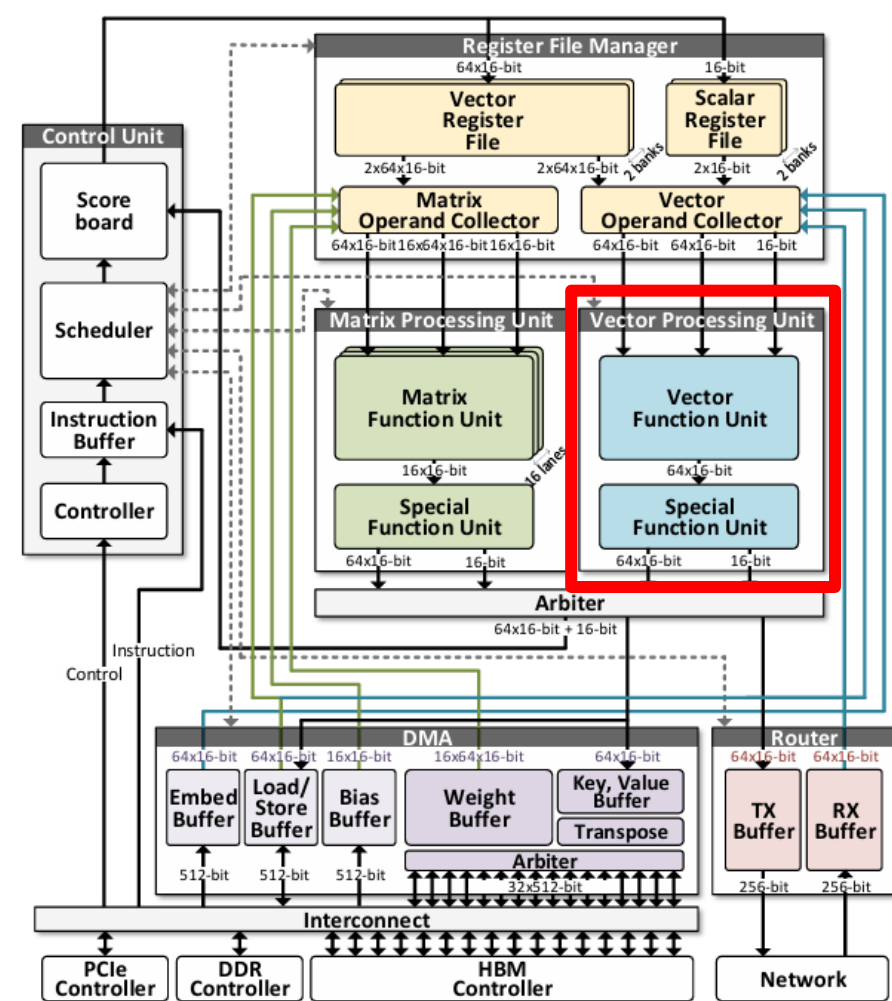 Register File Manager
64x16-bit
16-bit
Vector
Register
File
Scalar
Register
File
2x64x16-bit
2x64x16-bit
2 banks
2x16-bit
2 banks
Matrix
Operand Collector
Vector
Operand Collector
64x16-bit
16x64x16-bit
16x16-bit
64x16-bit
64x16-bit
16-bit
Control Unit
Score
board
Scheduler
Instruction
Buffer
Controller
Matrix Processing Unit
Matrix
Function Unit
16x16-bit
16 lanes
Special
Function Unit
64x16-bit
16-bit
Vector Processing Unit
Vector
Function Unit
64x16-bit
Special
Function Unit
64x16-bit
16-bit
Arbiter
64x16-bit + 16-bit
Instruction
Control
DMA
64x16-bit
64x16-bit
16x16-bit
16x64x16-bit
64x16-bit
Embed
Buffer
Load/
Store
Buffer
Bias
Buffer
Weight
Buffer
Key, Value
Buffer
Transpose
Arbiter
512-bit
512-bit
512-bit
32x512-bit
Router
64x16-bit
64x16-bit
TX
Buffer
RX
Buffer
256-bit
256-bit
Interconnect
PCIe
Controller
DDR
Controller
HBM
Controller
Network